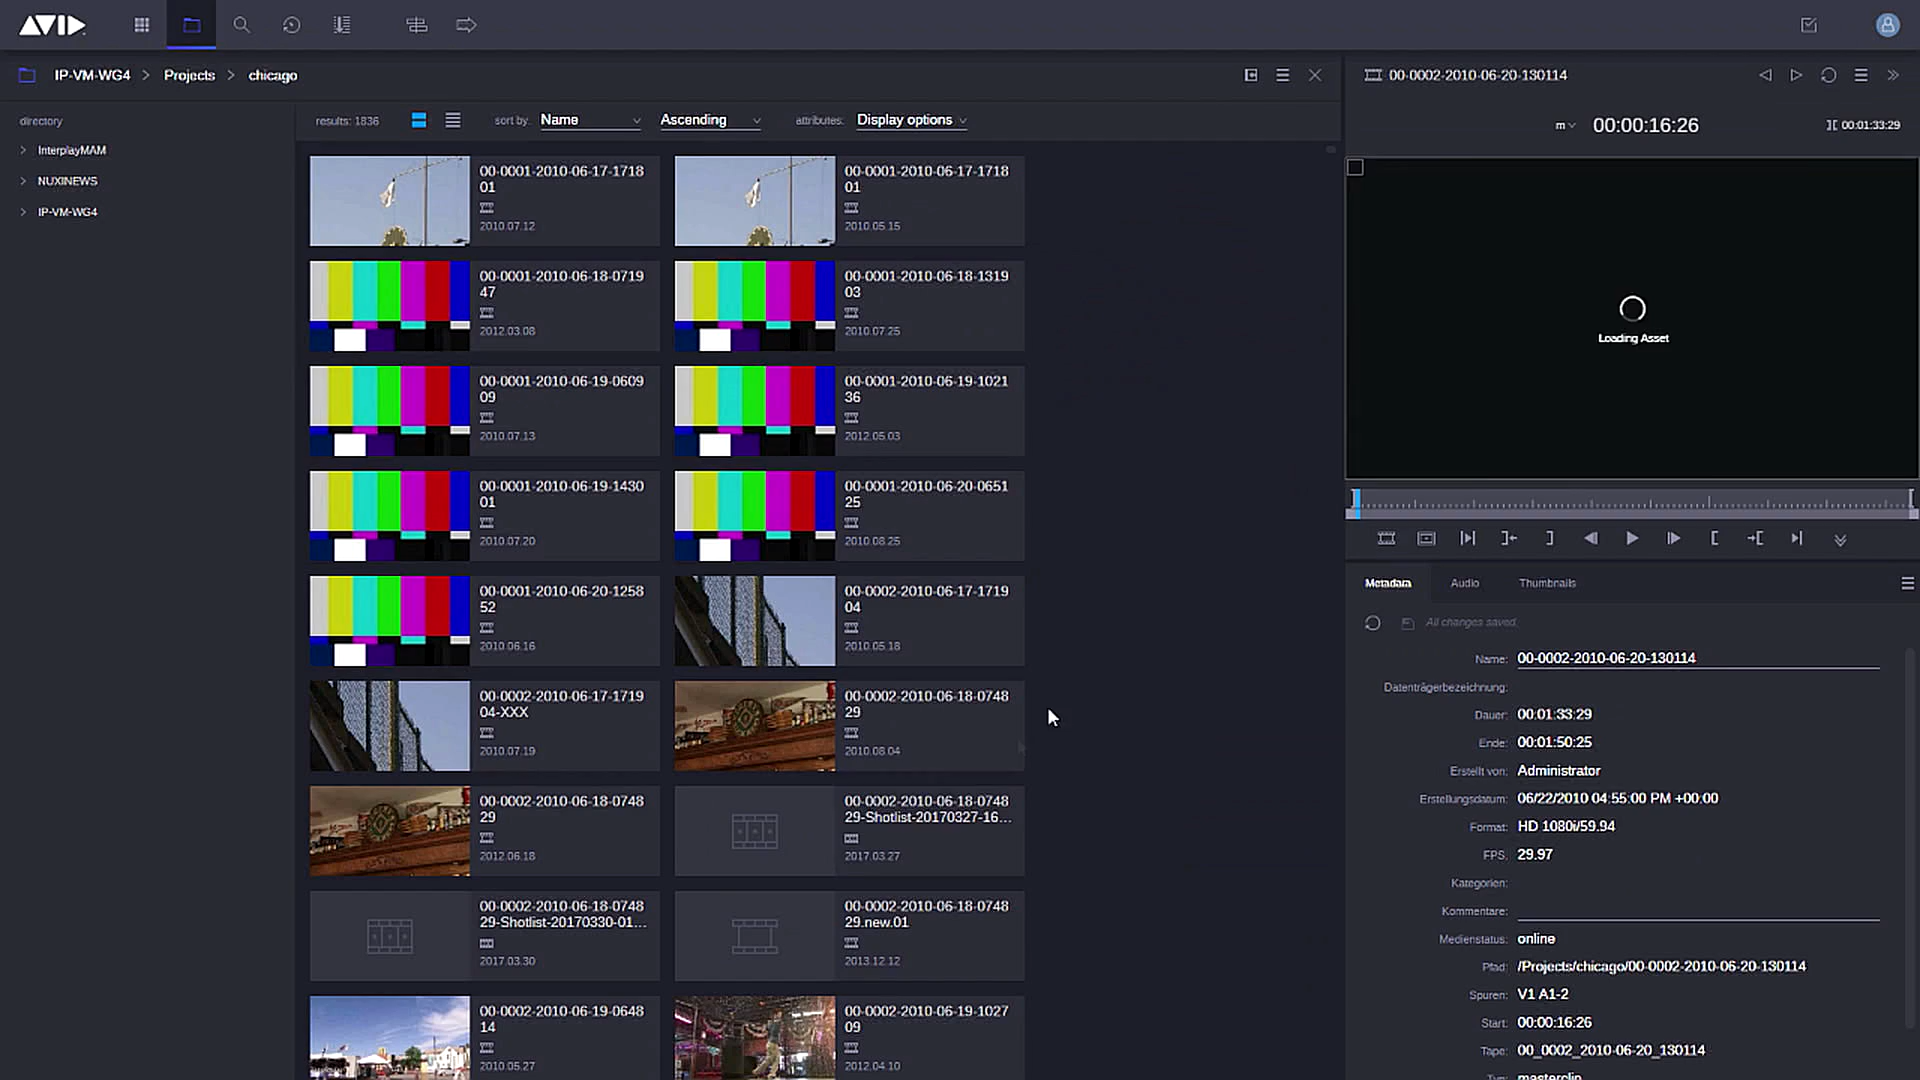 AVID
IP-VM-WG4 > Projects > chicago
00-0002-2010-06-20-130114
m
00:00:16:26
00:01:33:29
directory
InterplayMAM
NUXINEWS
IP-VM-WG4
results: 1836
sort by:
Name
Ascending
attributes:
Display options
00-0001-2010-06-17-1718
01
2010.07.12
00-0001-2010-06-17-1718
01
2010.05.15
00-0001-2010-06-18-0719
47
2012.03.08
00-0001-2010-06-18-1319
03
2010.07.25
00-0001-2010-06-19-0609
09
2010.07.13
00-0001-2010-06-19-1021
36
2012.05.03
00-0001-2010-06-19-1430
01
2010.07.20
00-0001-2010-06-20-0651
25
2010.08.25
00-0001-2010-06-20-1258
52
2010.06.16
00-0002-2010-06-17-1719
04
2010.05.18
00-0002-2010-06-17-1719
04-XXX
2010.07.19
00-0002-2010-06-18-0748
29
2010.08.04
00-0002-2010-06-18-0748
29
2012.06.18
00-0002-2010-06-18-0748
29-Shotlist-20170327-16...
2017.03.27
00-0002-2010-06-18-0748
29-Shotlist-20170330-01...
2017.03.30
00-0002-2010-06-18-0748
29.new.01
2013.12.12
00-0002-2010-06-19-0648
14
2010.05.27
00-0002-2010-06-19-1027
09
2012.04.10
Loading Asset
Metadara
Audio
Thumbnails
All changes saved.
Name: 00-0002-2010-06-20-130114
Datenträgerbezeichnung:
Dauer: 00:01:33:29
Ende: 00:01:50:25
Erstellt von: Administrator
Erstellungsdatum: 06/22/2010 04:55:00 PM +00:00
Format: HD 1080i/59.94
FPS: 29.97
Kategorien:
Kommentare:
Medienstatus: online
Pfad: /Projects/chicago/00-0002-2010-06-20-130114
Spuren: V1 A1-2
Start: 00:00:16:26
Tape: 00_0002_2010-06-20_130114
Typ: masterclip